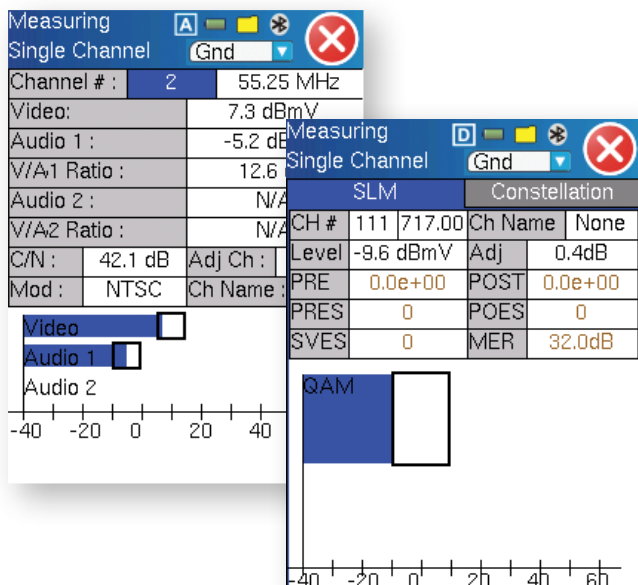 Measuring A
Single Channel Gnd
Channel # : 2 55.25 MHz
Video: 7.3 dBmV
Audio 1 : -5.2
V/A1 Ratio : 12.6
Audio 2 :
V/A2 Ratio :
C/N : 42.1 dB Adj Ch :
Mod : NTSC Ch Name :
Video
Audio 1
Audio 2
-40 -20 0 20 40
Measuring D
Single Channel Gnd
SLM Constellation
CH # 111 717.00 Ch Name None
Level -9.6 dBmV Adj 0.4dB
PRE 0.0e+00 POST 0.0e+00
PRES 0 POES 0
SVES 0 MER 32.0dB
QAM
-40 -20 0 20 40 60